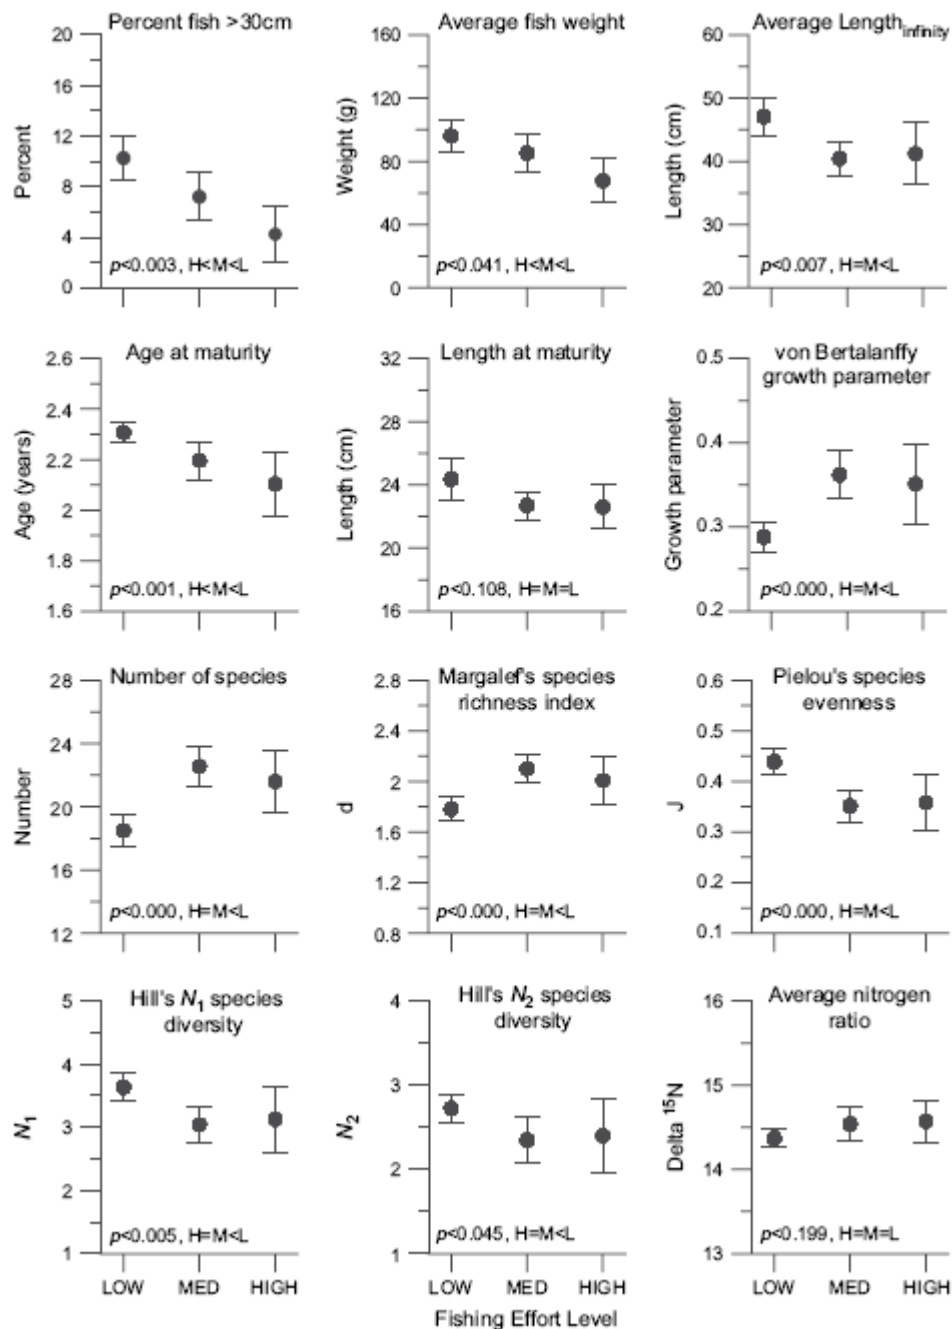 Percent fish >30cm
20
16
12
8
4
0
Percent
p<0.003, H<M<L
Average fish weight
160
120
80
40
0
Weight (g)
p<0.041, H<M<L
Average Length infinity
60
50
40
30
20
Length (cm)
p<0.007, H=M<L
Age at maturity
2.6
2.4
2.2
2
1.8
1.6
Age (years)
p<0.001, H<M<L
Length at maturity
32
28
24
20
16
Length (cm)
p<0.108, H=M=L
von Bertalanffy
growth parameter
0.5
0.4
0.3
0.2
Growth parameter
p<0.000, H=M<L
Number of species
28
24
20
16
12
Number
p<0.000, H=M<L
Margalef's species
richness index
2.8
2.4
2
1.6
1.2
0.8
d
p<0.000, H=M<L
Pielou's species
evenness
0.6
0.5
0.4
0.3
0.2
0.1
J
p<0.000, H=M<L
Hill's N1 species
diversity
5
4
3
2
1
N1
p<0.005, H=M<L
LOW MED HIGH
Hill's N2 species
diversity
4
3
2
1
N2
p<0.045, H=M<L
LOW MED HIGH
Average nitrogen
ratio
16
15
14
13
Delta 15N
p<0.199, H=M=L
LOW MED HIGH
Fishing Effort Level